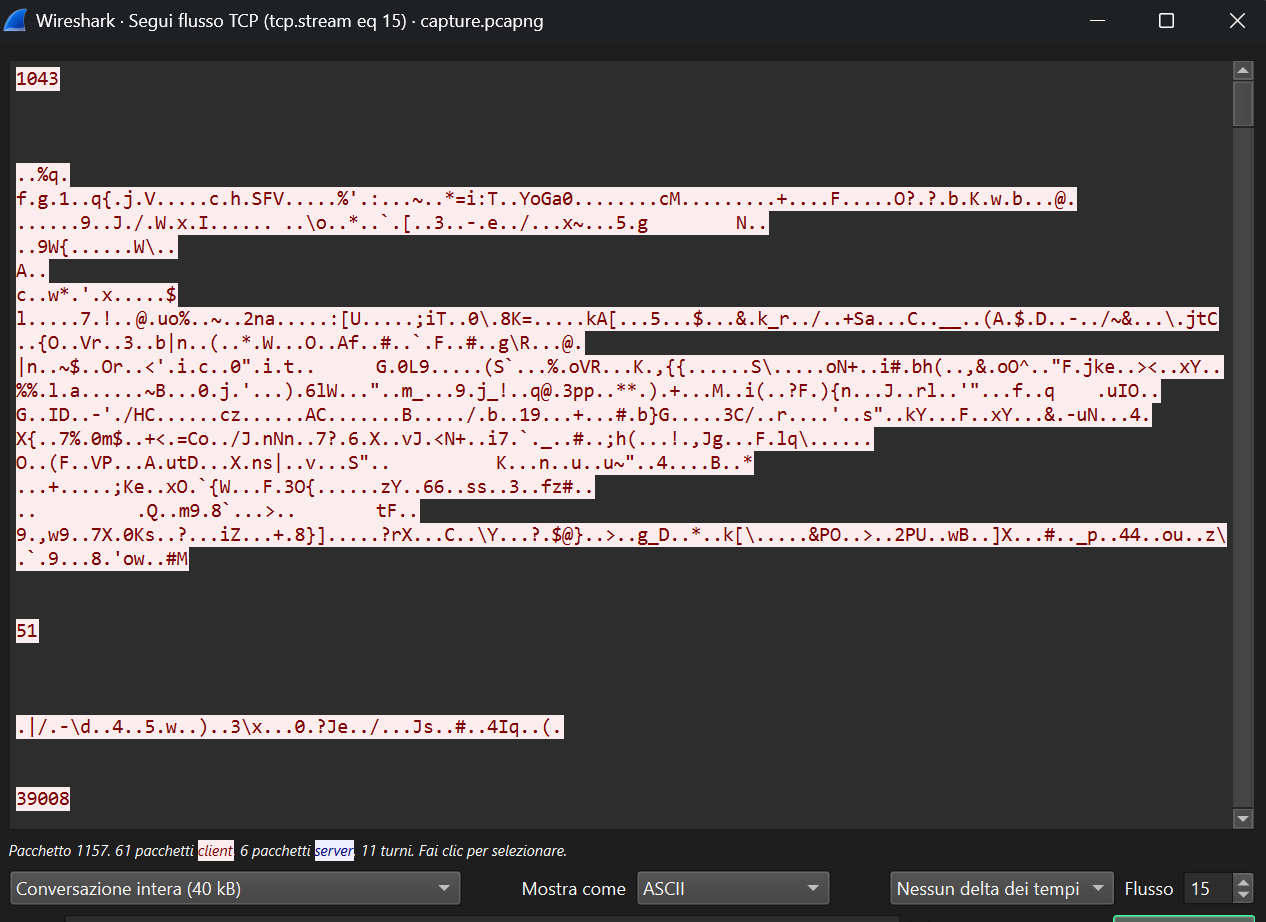 Wireshark · Segui flusso TCP (tcp.stream eq 15) · capture.pcapng
1043
..%q.
f.g.1..q{.j.V.....c.h.SFV.....%'.:...~..*=i:T..YoGa0........cM.........+....F.....O?.?.b.K.w.b...@.
......9..J./.W.x.I...... ..\o..*..`.[..3..-.e../...x~...5.g        N..
..9W{......W\..
A..
c..w*.'.x.....$
l.....7.!..@.uo%..~..2na.....:[U.....;iT..0\.8K=.....kA[...5...$...&.k_r../..+Sa...C..__..(A.$.D..-../~&...\.jtC
..{O..Vr..3..b|n..(..*.W...O..Af..#..`.F..#..g\R...@.
|n..~$..Or..<'.i.c..0".i.t..      G.0L9.....(S`...%.oVR...K.,{{......S\.....oN+..i#.bh(..,&.oO^.."F.jke..><..xY..
%%.l.a......~B...0.j.'...).6lW..."..m_...9.j_!..q@.3pp..**.).+...M..i(..?F.){n...J..rl..'"...f..q    .uIO..
G..ID..-'./HC......cz......AC.......B...../.b..19...+...#.b}G....3C/..r....'..s"..kY...F..xY...&.-uN...4.
X{..7%.0m$..+<.=Co../J.nNn..7?.6.X..vJ.<N+..i7.`._..#..;h(...!.,Jg...F.lq\......
O..(F..VP...A.utD...X.ns|..v...S"..          K...n..u..u~"..4....B..*
...+.....;Ke..xO.`{W...F.3O{......zY..66..ss..3..fz#..
..          .Q..m9.8`...>..        tF..
9.,w9..7X.0Ks..?...iZ...+.8}].....?rX...C..\Y...?.$@}..>..g_D..*..k[\.....&PO..>..2PU..wB..]X...#.._p..44..ou..z\
.`.9...8.'ow..#M
51
.|/.-\d..4..5.w..)..3\x...0.?Je../...Js..#..4Iq..(.
39008
Pacchetto 1157. 61 pacchetti client, 6 pacchetti server, 11 turni. Fai clic per selezionare.
Conversazione intera (40 kB)
Mostra come
ASCII
Nessun delta dei tempi
Flusso
15